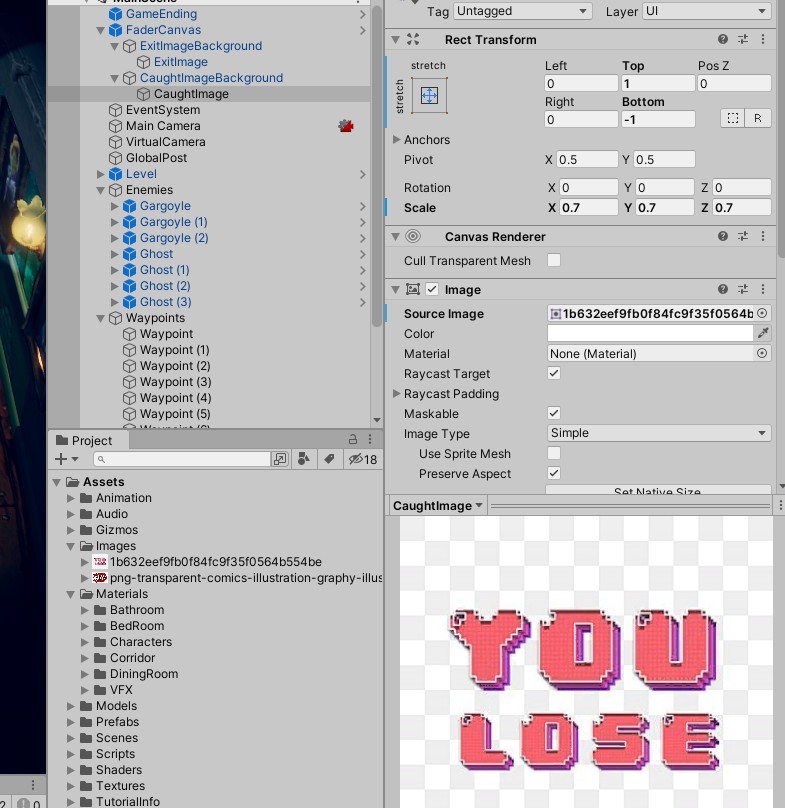 GameEnding
FaderCanvas
ExitImageBackground
ExitImage
CaughtImageBackground
CaughtImage
EventSystem
Main Camera
VirtualCamera
GlobalPost
Level
Enemies
Gargoyle
Gargoyle (1)
Gargoyle (2)
Ghost
Ghost (1)
Ghost (2)
Ghost (3)
Waypoints
Waypoint
Waypoint (1)
Waypoint (2)
Waypoint (3)
Waypoint (4)
Waypoint (5)
Project
18
Assets
Animation
Audio
Gizmos
Images
1b632eef9fb0f84fc9f35f0564b554be
png-transparent-comics-illustration-graphy-illus
Materials
Bathroom
BedRoom
Characters
Corridor
DiningRoom
VFX
Models
Prefabs
Scenes
Scripts
Shaders
Textures
TutorialInfo
2 0
Tag Untagged Layer UI
Rect Transform
stretch
stretch
Left Top Pos Z
0 1 0
Right Bottom
0 -1 R
Anchors
Pivot X 0.5 Y 0.5
Rotation X 0 Y 0 Z 0
Scale X 0.7 Y 0.7 Z 0.7
Canvas Renderer
Cull Transparent Mesh
Image
Source Image 1b632eef9fb0f84fc9f35f0564b
Color
Material None (Material)
Raycast Target
Raycast Padding
Maskable
Image Type Simple
Use Sprite Mesh
Preserve Aspect
Set Native Size
CaughtImage
YOU
LOSE